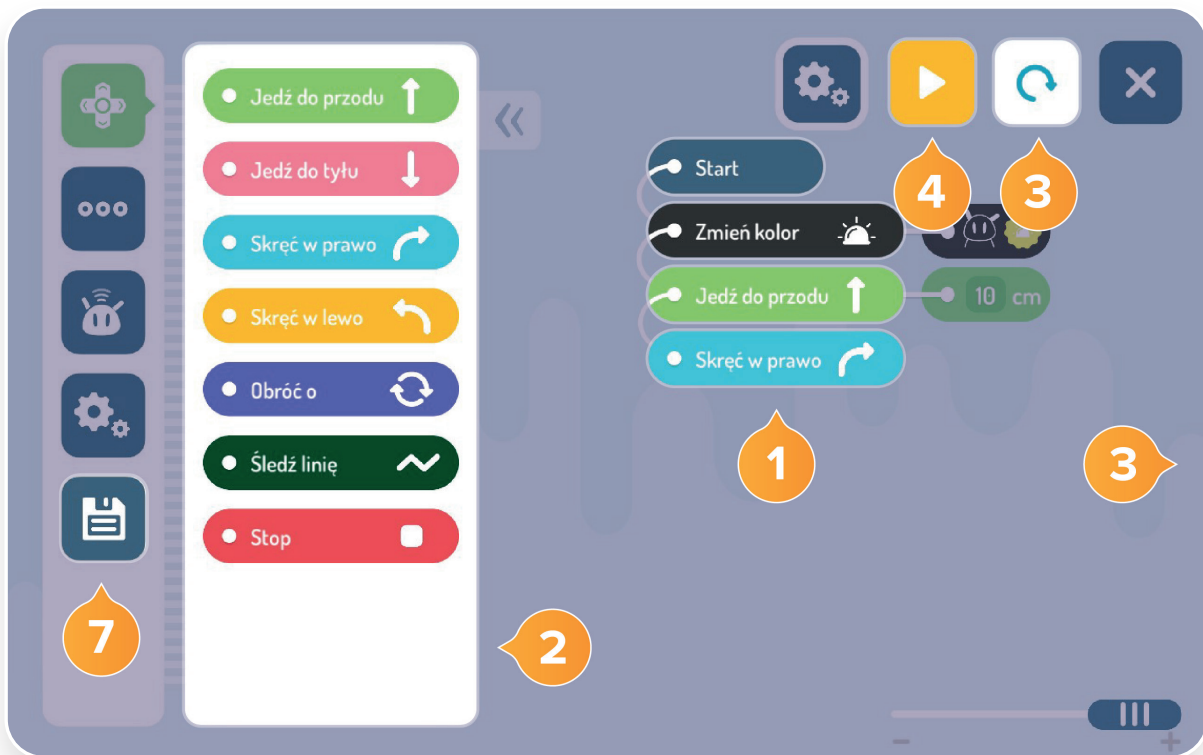 Jedź do przodu
Jedź do tyłu
Skręć w prawo
Skręć w lewo
Obróć o
Śledź linię
Stop
7
2
Start
Zmień kolor
Jedź do przodu
10 cm
Skręć w prawo
4
3
1
3
- +